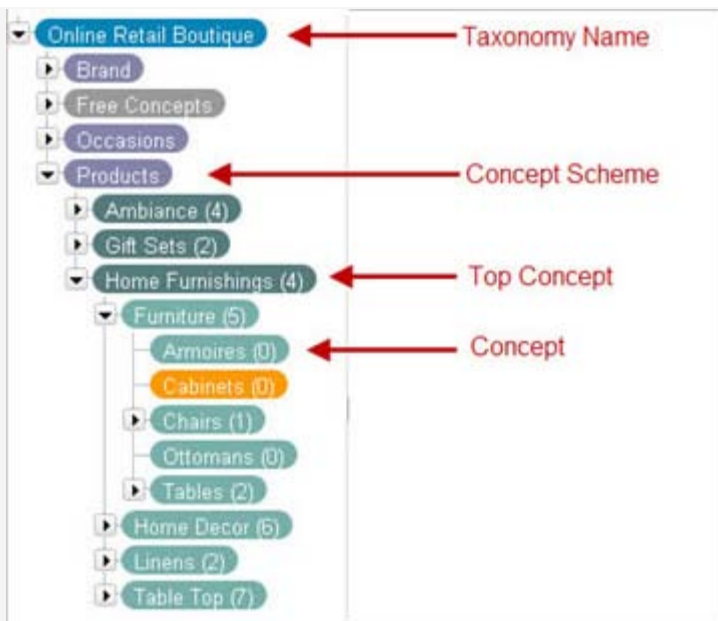 Online Retail Boutique Taxonomy Name
Brand
Free Concepts
Occasions
Products Concept Scheme
Ambiance (4)
Gift Sets (2)
Home Furnishings (4) Top Concept
Furniture (5)
Armoires (0) Concept
Cabinets (0)
Chairs (1)
Ottomans (0)
Tables (2)
Home Decor (6)
Linens (2)
Table Top (7)